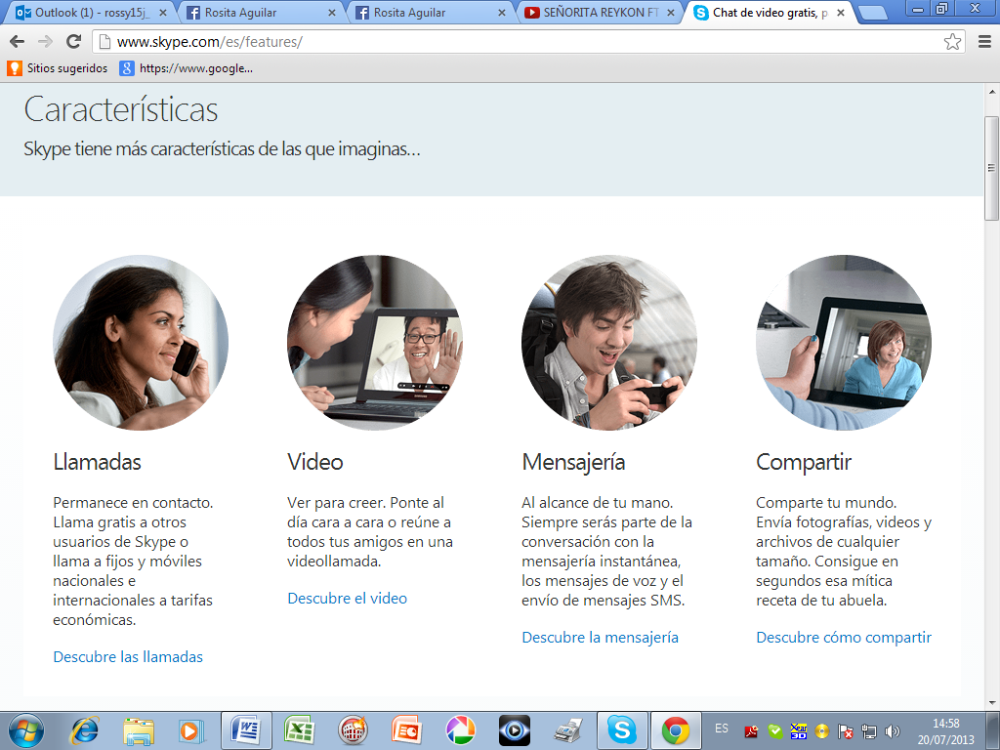 Outlook (1) - rossy15j_
Rosita Aguilar
Rosita Aguilar
SEÑORITA REYKON FT
Chat de video gratis, p
www.skype.com/es/features/
Sitios sugeridos
https://www.google...
Características
Skype tiene más características de las que imaginas...
Llamadas
Permanece en contacto.
Llama gratis a otros
usuarios de Skype o
llama a fijos y móviles
nacionales e
internacionales a tarifas
económicas.
Descubre las llamadas
Video
Ver para creer. Ponte al
día cara a cara o reúne a
todos tus amigos en una
videollamada.
Descubre el video
Mensajería
Al alcance de tu mano.
Siempre serás parte de la
conversación con la
mensajería instantánea,
los mensajes de voz y el
envío de mensajes SMS.
Descubre la mensajería
Compartir
Comparte tu mundo.
Envía fotografías, videos y
archivos de cualquier
tamaño. Consigue en
segundos esa mítica
receta de tu abuela.
Descubre cómo compartir
ES
14:58
20/07/2013